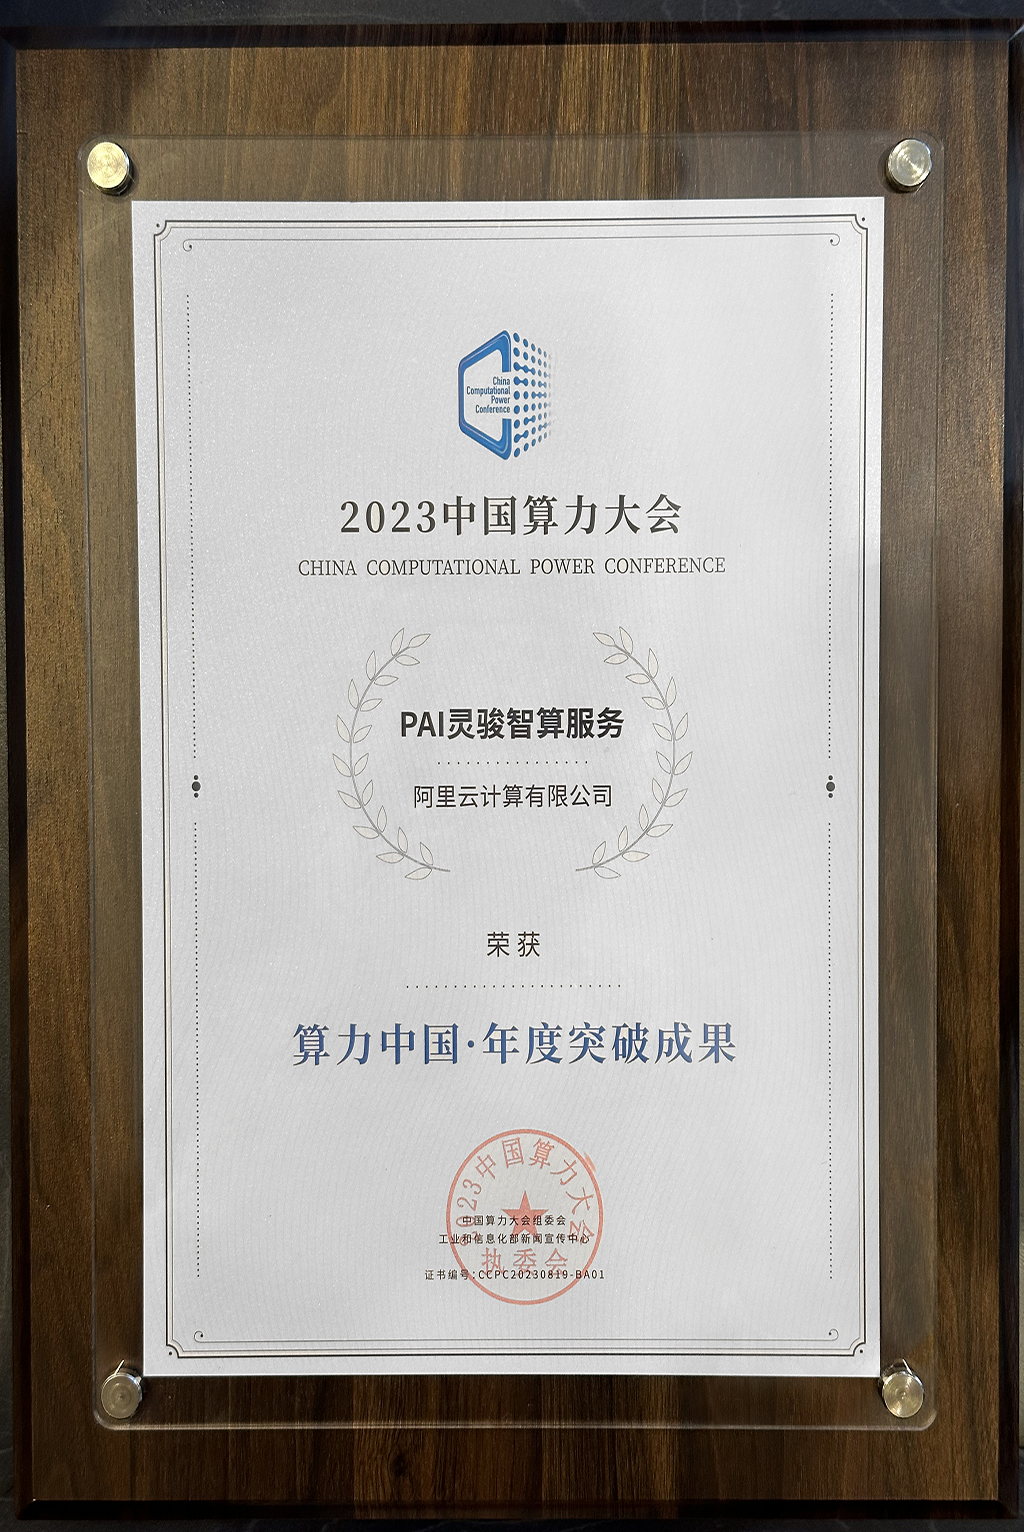 China
Computational
Power
Conference
2023中国算力大会
CHINA COMPUTATIONAL POWER CONFERENCE
PAI灵骏智算服务
阿里云计算有限公司
荣获
算力中国·年度突破成果
2023中国算力大会
执委会
中国算力大会组委会
工业和信息化部新闻宣传中心
证书编号:CCPC20230819-BA01